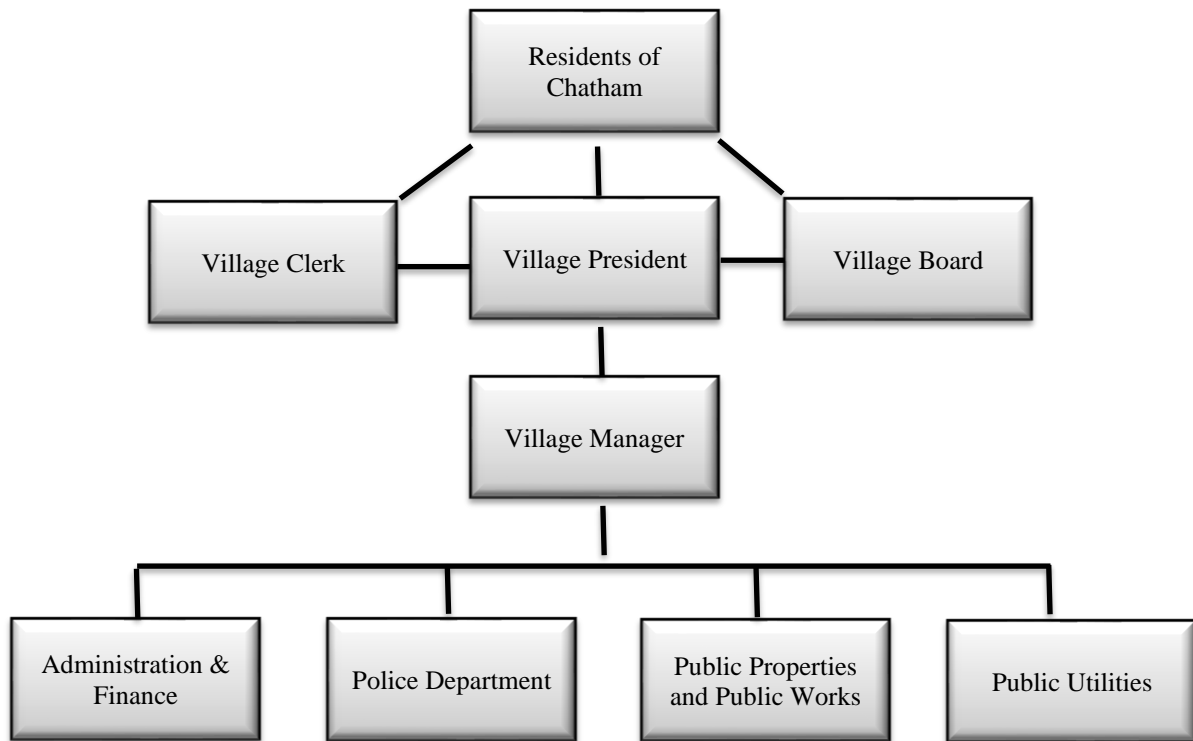 Residents of
Chatham
Village Clerk
Village President
Village Board
Village Manager
Administration &
Finance
Police Department
Public Properties
and Public Works
Public Utilities